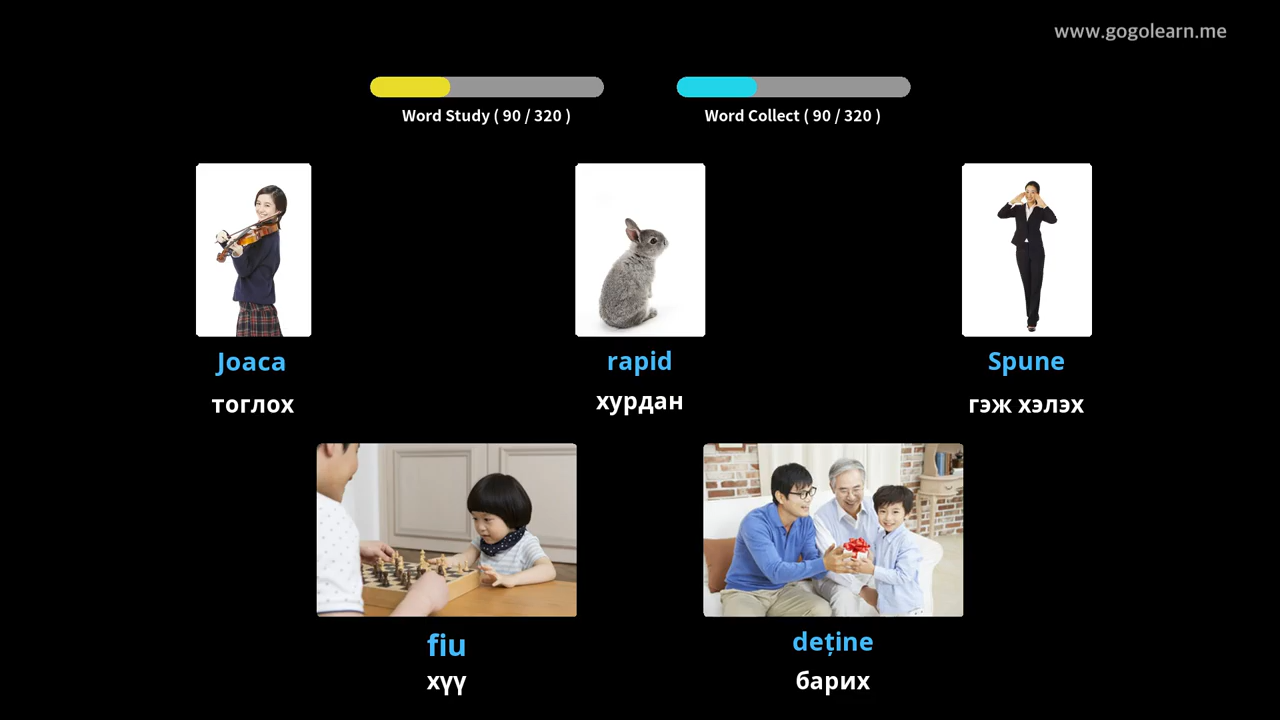 www.gogolearn.me
Word Study ( 90 / 320 )
Word Collect ( 90 / 320 )
Joaca
rapid
Spune
тоглох
хурдан
гэж хэлэх
fiu
deține
хүү
барих